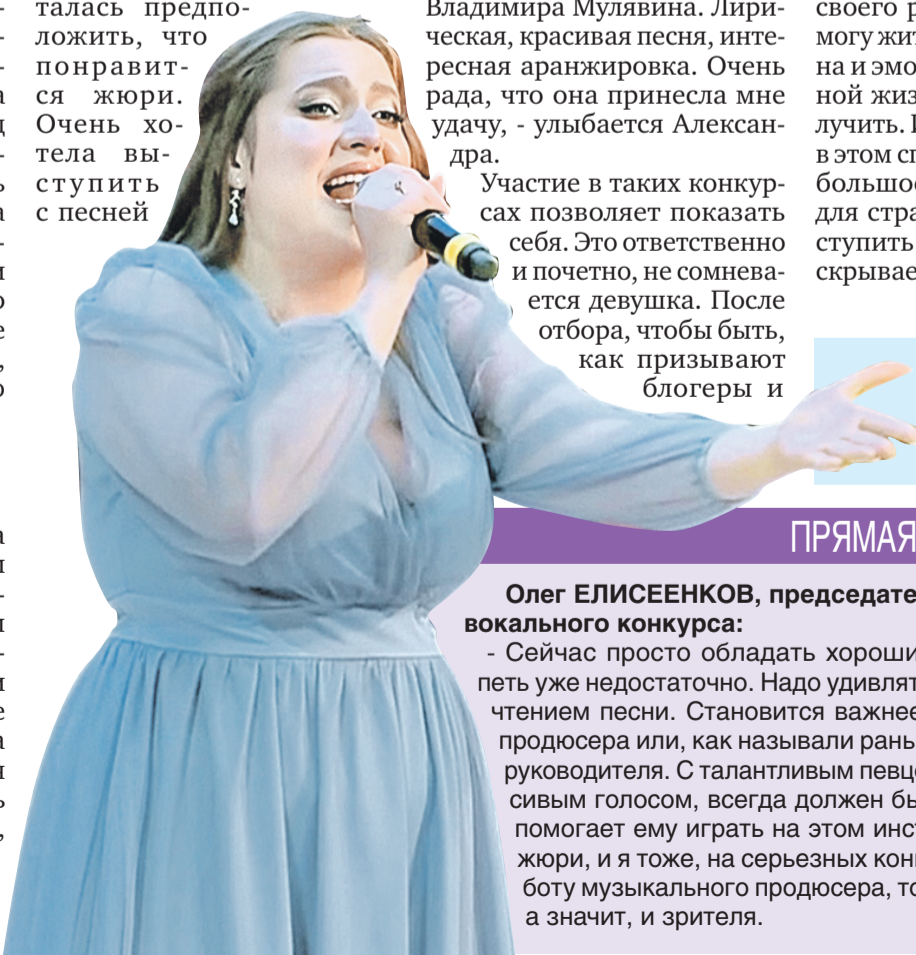 талась предпо-
ложить, что
понравит-
ся жюри.
Очень хо-
тела вы-
ступить
с песней
Владимира Мулявина. Лири-
ческая, красивая песня, инте-
ресная аранжировка. Очень
рада, что она принесла мне
удачу, - улыбается Алексан-
дра.
Участие в таких конкур-
сах позволяет показать
себя. Это ответственно
и почетно, не сомнева-
ется девушка. После
отбора, чтобы быть,
как призывают
блогеры и
своего
могу жит
на и эмо
ной жиз
лучить.
в этом сп
большо
для стра
ступить
скрывае
ПРЯМАЯ
Олег ЕЛИСЕЕНКОВ, председате
вокального конкурса:
- Сейчас просто обладать хороши
петь уже недостаточно. Надо удивлят
чтением песни. Становится важнее
продюсера или, как называли рань
руководителя. С талантливым певцо
сивым голосом, всегда должен бы
помогает ему играть на этом инст
жюри, и я тоже, на серьезных кон
боту музыкального продюсера, то
а значит, и зрителя.